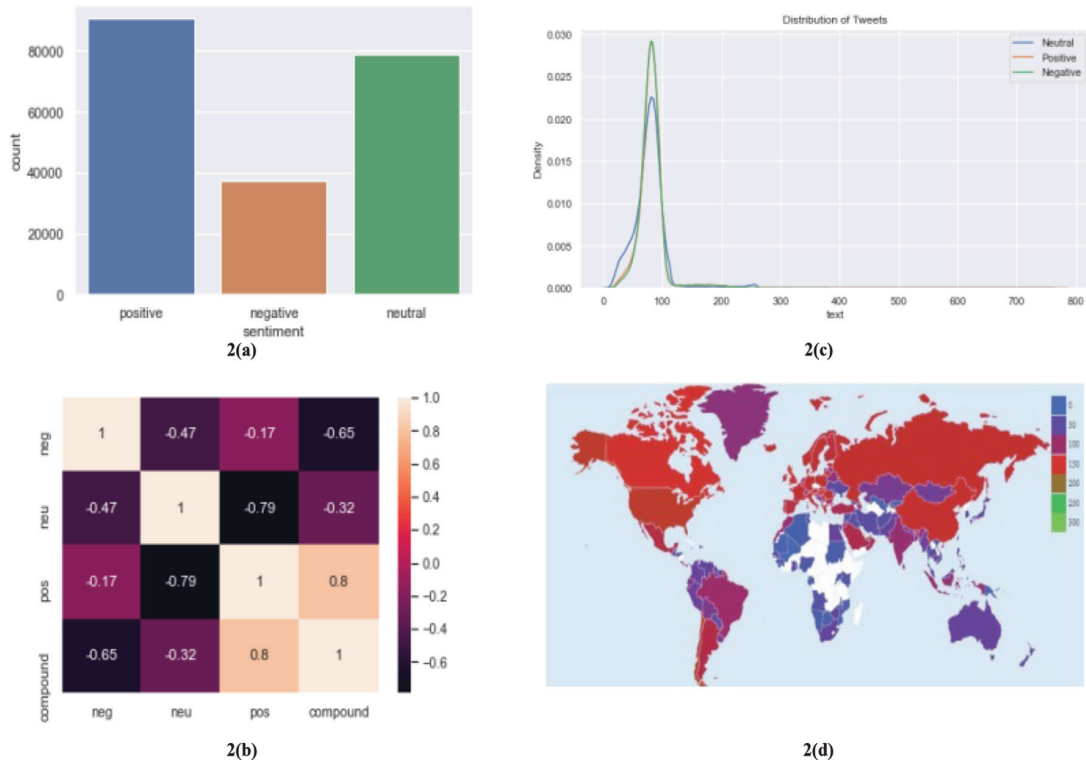 80000
60000
40000
20000
0
count
positive
negative
neutral
sentiment
2(a)
Distribution of Tweets
0.030
0.025
0.020
0.015
0.010
0.005
0.000
Density
Neutral
Positive
Negative
0
100
200
300
400
500
600
700
800
text
2(c)
neg
neu
pos
compound
1 -0.47 -0.17 -0.65
-0.47 1 -0.79 -0.32
-0.17 -0.79 1 0.8
-0.65 -0.32 0.8 1
neg
neu
pos
compound
1.0
0.8
0.6
0.4
0.2
0.0
−0.2
−0.4
−0.6
2(b)
0
50
100
150
200
250
300
2(d)